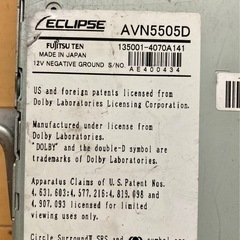 ECLIPSE AVN5505D
FUJITSU TEN 135001-4070A141
MADE IN JAPAN
12V NEGATIVE GROUND S/NO. AE400434
US and foreign patents licensed from
Dolby Laboratories Licensing Corporation.
Manufactured under license from
Dolby Laboratories.
"DOLBY" and the double-D symbol are
trademarks of Dolby Laboratories.
Apparatus Claims of U.S. Patent Nos.
4,631,603; 4,577,216; 4,819,098 and
4,907,093 licensed for
limited viewing uses only.
Circle Surround